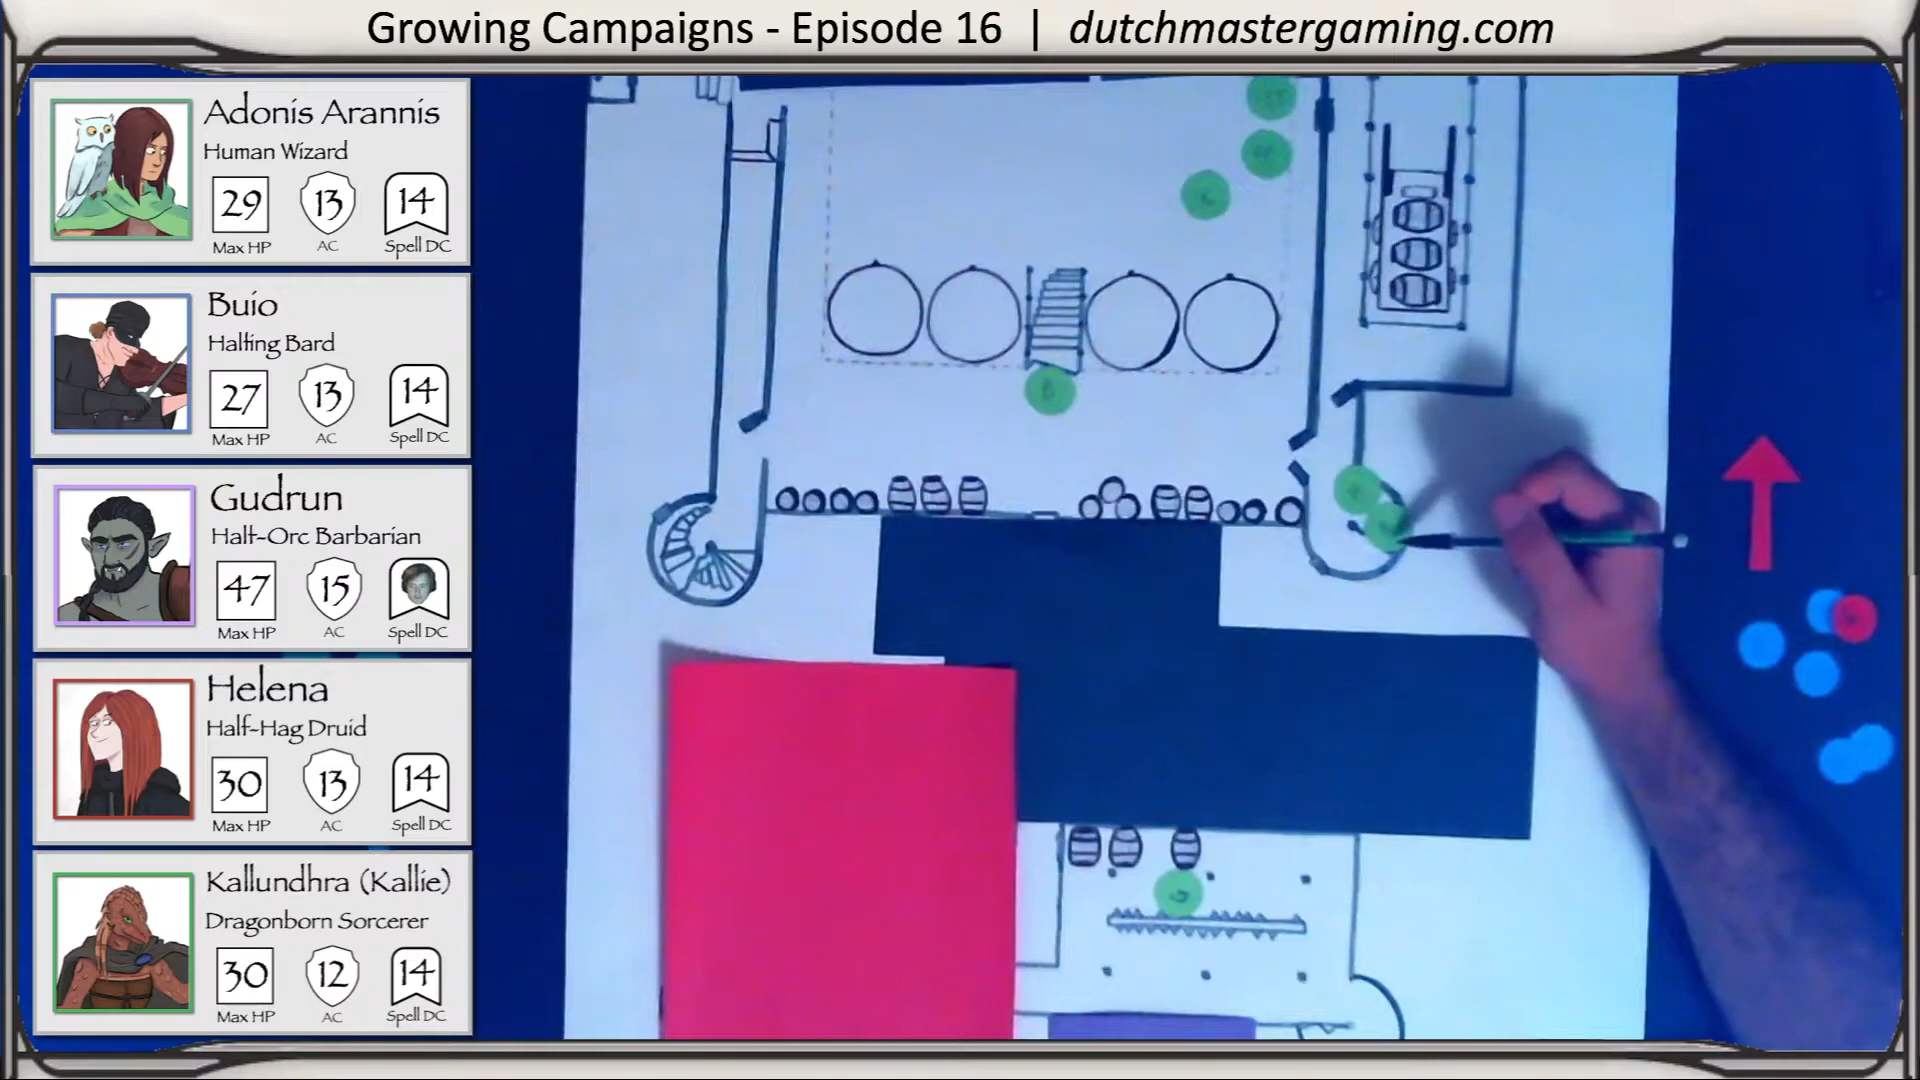 Growing Campaigns - Episode 16 | dutchmastergaming.com
Adonis Arannis
Human Wizard
29 13 14
Max HP AC Spell DC
Buio
Halfing Bard
27 13 14
Max HP AC Spell DC
Gudrun
Half-Orc Barbarian
47 15
Max HP AC Spell DC
Helena
Half-Hag Druid
30 13 14
Max HP AC Spell DC
Kallundhra (Kallie)
Dragonborn Sorcerer
30 12 14
Max HP AC Spell DC